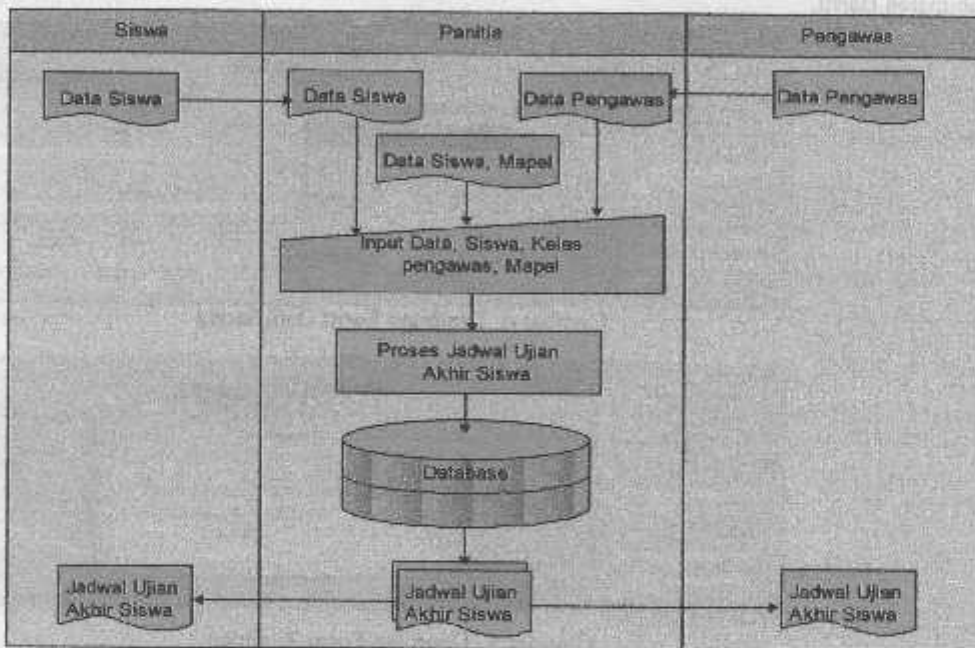 Siswa
Panitia
Pengawas
Data Siswa
Data Siswa
Data Pengawas
Data Pengawas
Data Siswa, Mapel
Input Data, Siswa, Kelas
pengawas, Mapel
Proses Jadwal Ujian
Akhir Siswa
Database
Jadwal Ujian
Akhir Siswa
Jadwal Ujian
Akhir Siswa
Jadwal Ujian
Akhir Siswa